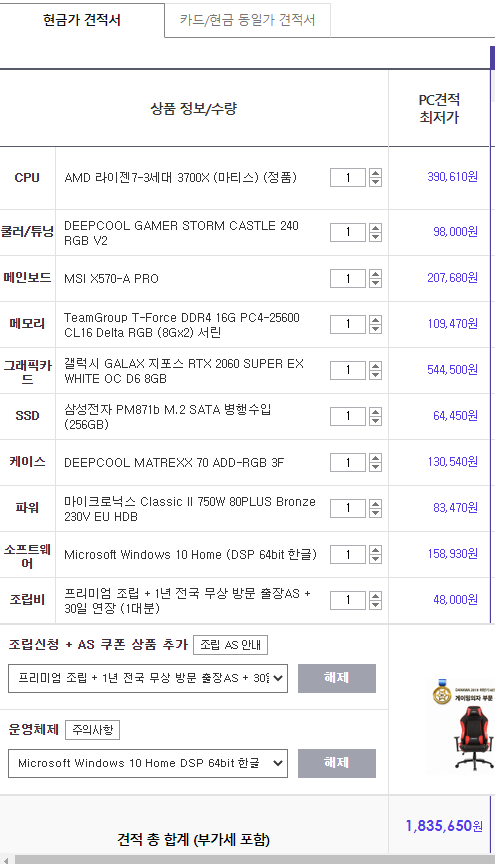 현금가 견적서
카드/현금 동일가 견적서
상품 정보/수량
PC견적
최저가
CPU
AMD 라이젠7-3세대 3700X (마티스) (정품)
1
390,610원
쿨러/튜닝
DEEPCOOL GAMER STORM CASTLE 240
RGB V2
1
98,000원
메인보드
MSI X570-A PRO
1
207,680원
메모리
TeamGroup T-Force DDR4 16G PC4-25600
CL16 Delta RGB (8Gx2) 서린
1
109,470원
그래픽카
드
갤럭시 GALAX 지포스 RTX 2060 SUPER EX
WHITE OC D6 8GB
1
544,500원
SSD
삼성전자 PM871b M.2 SATA 병행수입
(256GB)
1
64,450원
케이스
DEEPCOOL MATREXX 70 ADD-RGB 3F
1
130,540원
파워
마이크로닉스 Classic II 750W 80PLUS Bronze
230V EU HDB
1
83,470원
소프트웨
어
Microsoft Windows 10 Home (DSP 64bit 한글)
1
158,930원
조립비
프리미엄 조립 + 1년 전국 무상 방문 출장AS +
30일 연장 (1대분)
1
48,000원
조립신청 + AS 쿠폰 상품 추가
조립 AS 안내
프리미엄 조립 + 1년 전국 무상 방문 출장AS + 30일
해제
게이밍의자 부문
운영체제
주의사항
Microsoft Windows 10 Home DSP 64bit 한글
해제
견적 총 합계 (부가세 포함)
1,835,650원